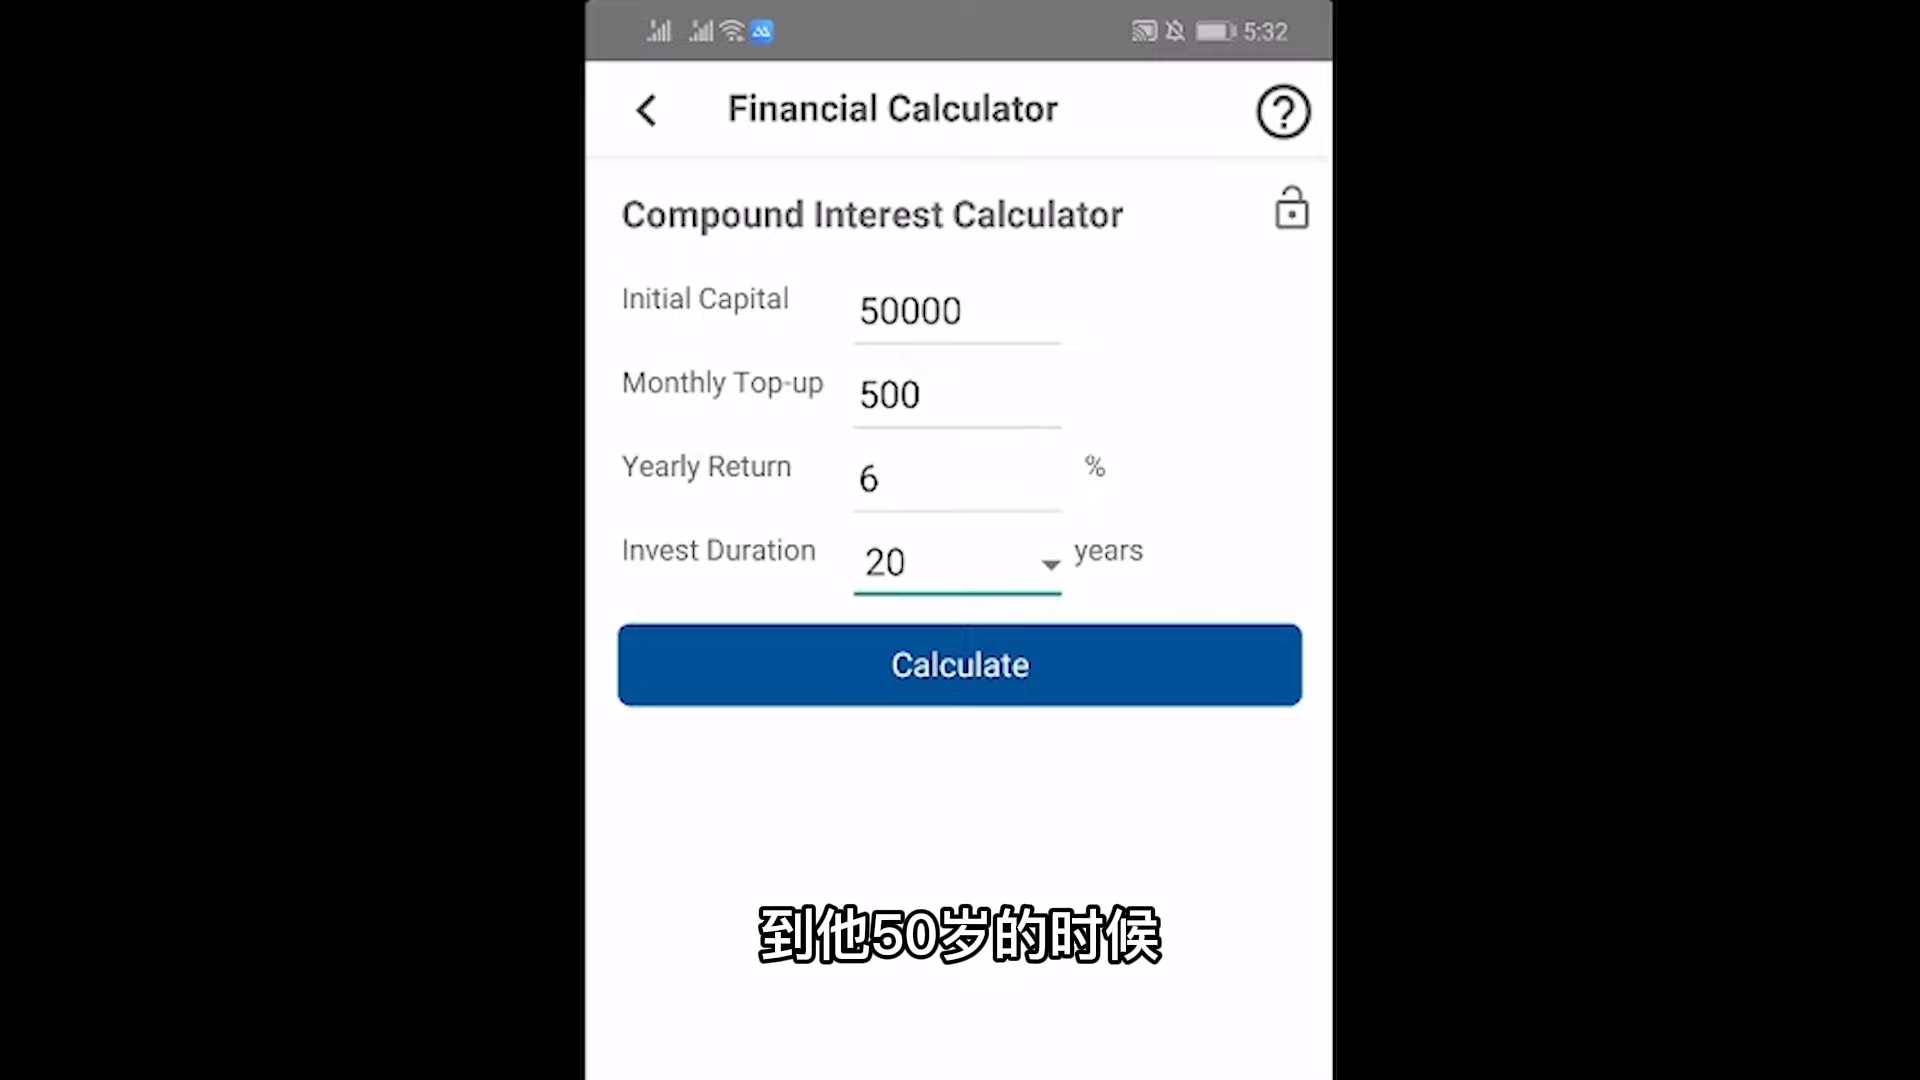 5:32
Financial Calculator
Compound Interest Calculator
Initial Capital 50000
Monthly Top-up 500
Yearly Return 6 %
Invest Duration 20 years
Calculate
到他50岁的时候